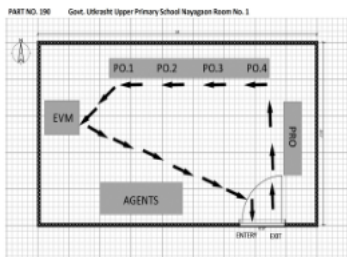 PART NO. 190 Govt. Utkrasht Upper Primary School Nayagaon Room No. 1
PO.1 PO.2 PO.3 PO.4
EVM
PRO
AGENTS
ENTERY EXIT